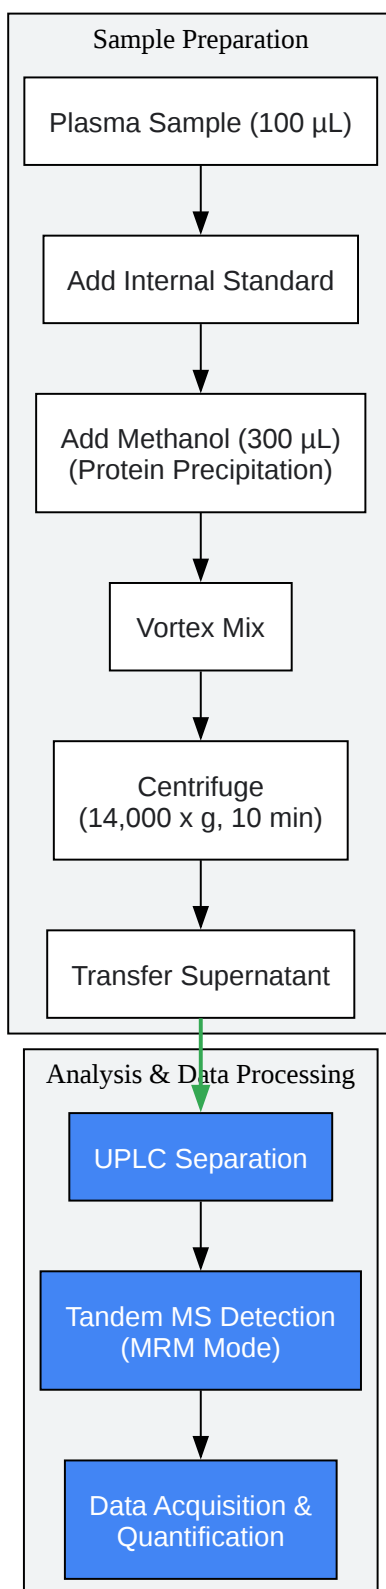 Sample Preparation
Plasma Sample (100 µL)
Add Internal Standard
Add Methanol (300 µL)
(Protein Precipitation)
Vortex Mix
Centrifuge
(14,000 x g, 10 min)
Transfer Supernatant
Analysis & Data Processing
UPLC Separation
Tandem MS Detection
(MRM Mode)
Data Acquisition &
Quantification